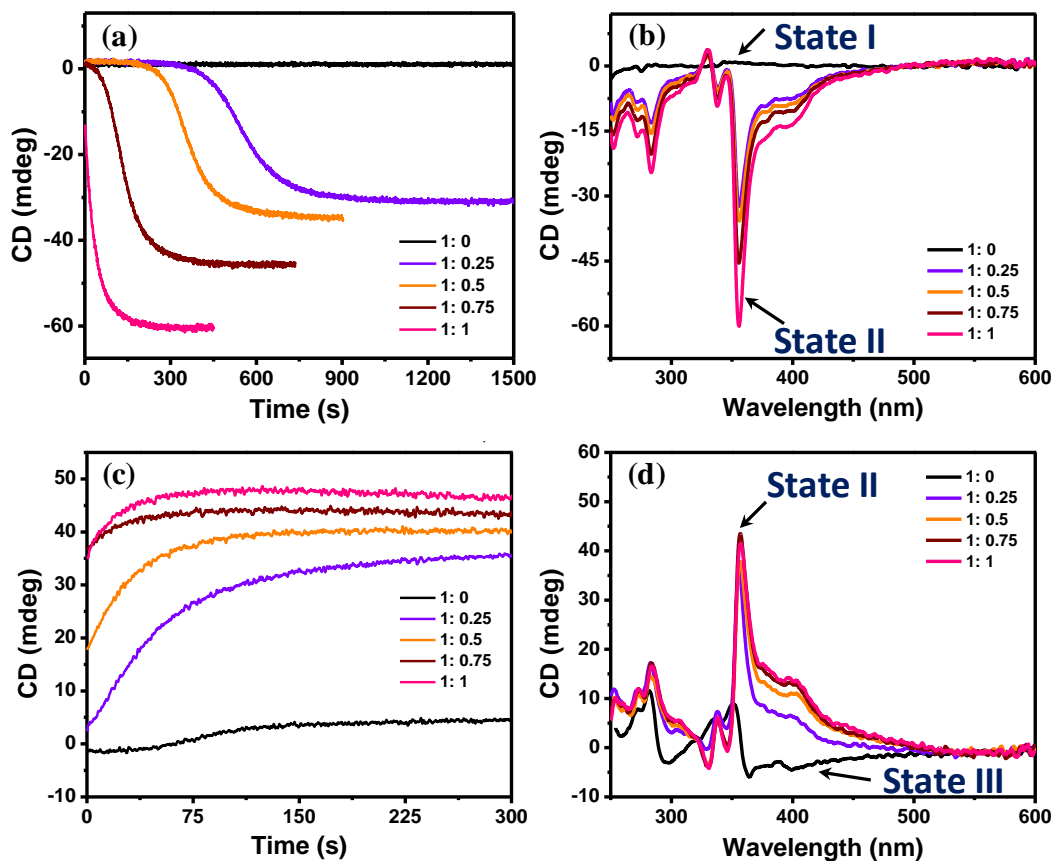 (a)
CD (mdeg)
0
-20
-40
-60
1: 0
1: 0.25
1: 0.5
1: 0.75
1: 1
0 300 600 900 1200 1500
Time (s)
(b)
State I
CD (mdeg)
15
0
-15
-30
-45
-60
1: 0
1: 0.25
1: 0.5
1: 0.75
1: 1
State II
300 400 500 600
Wavelength (nm)
(c)
CD (mdeg)
50
40
30
20
10
0
-10
1: 0
1: 0.25
1: 0.5
1: 0.75
1: 1
0 75 150 225 300
Time (s)
(d)
State II
CD (mdeg)
60
50
40
30
20
10
0
-10
1: 0
1: 0.25
1: 0.5
1: 0.75
1: 1
State III
300 400 500 600
Wavelength (nm)